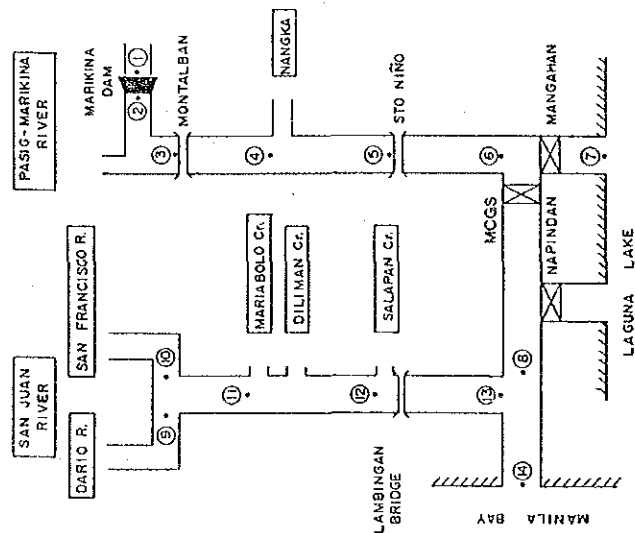 PASIG-MARIKINA
RIVER
MARIKINA
DAM
①
②
MONTALBAN
③
NANGKA
④
STO NIÑO
⑤
⑥
MANGAHAN
⑦
MCGS
NAPINDAN
LAGUNA LAKE
SAN JUAN
RIVER
SAN FRANCISCO R.
DARIO R.
⑩
⑨
MARIABOLO Cr.
DILIMAN Cr.
⑪
SALAPAN Cr.
⑫
LAMBINGAN
BRIDGE
⑧
⑬
⑭
MANILA BAY